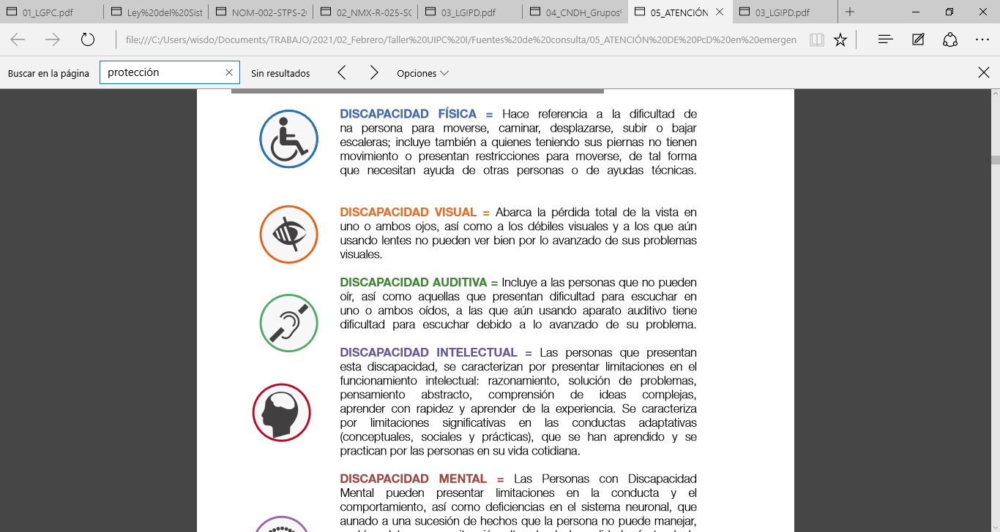 01_LGPC.pdf
Ley%20del%20Sist
NOM-002-STPS-2
02_NMX-R-025-SC
03_LGIPD.pdf
04_CNDH_Grupos%
05_ATENCIÓN
03_LGIPD.pdf
file:///C:/Users/wisdo/Documents/TRABAJO/2021/02_Febrero/Taller%20UIPC%20i/Fuentes%20de%20consulta/05_ATENCIÓN%20DE%20PcD%20en%20emergen
Buscar en la página
protección
Sin resultados
Opciones
DISCAPACIDAD FÍSICA = Hace referencia a la dificultad de
na persona para moverse, caminar, desplazarse, subir o bajar
escaleras; incluye también a quienes teniendo sus piernas no tienen
movimiento o presentan restricciones para moverse, de tal forma
que necesitan ayuda de otras personas o de ayudas técnicas.
DISCAPACIDAD VISUAL = Abarca la pérdida total de la vista en
uno o ambos ojos, así como a los débiles visuales y a los que aún
usando lentes no pueden ver bien por lo avanzado de sus problemas
visuales.
DISCAPACIDAD AUDITIVA = Incluye a las personas que no pueden
oír, así como aquellas que presentan dificultad para escuchar en
uno o ambos oídos, a las que aún usando aparato auditivo tiene
dificultad para escuchar debido a lo avanzado de su problema.
DISCAPACIDAD INTELECTUAL = Las personas que presentan
esta discapacidad, se caracterizan por presentar limitaciones en el
funcionamiento intelectual: razonamiento, solución de problemas,
pensamiento abstracto, comprensión de ideas complejas,
aprender con rapidez y aprender de la experiencia. Se caracteriza
por limitaciones significativas en las conductas adaptativas
(conceptuales, sociales y prácticas), que se han aprendido y se
practican por las personas en su vida cotidiana.
DISCAPACIDAD MENTAL = Las Personas con Discapacidad
Mental pueden presentar limitaciones en la conducta y el
comportamiento, así como deficiencias en el sistema neuronal, que
aunado a una sucesión de hechos que la persona no puede manejar,